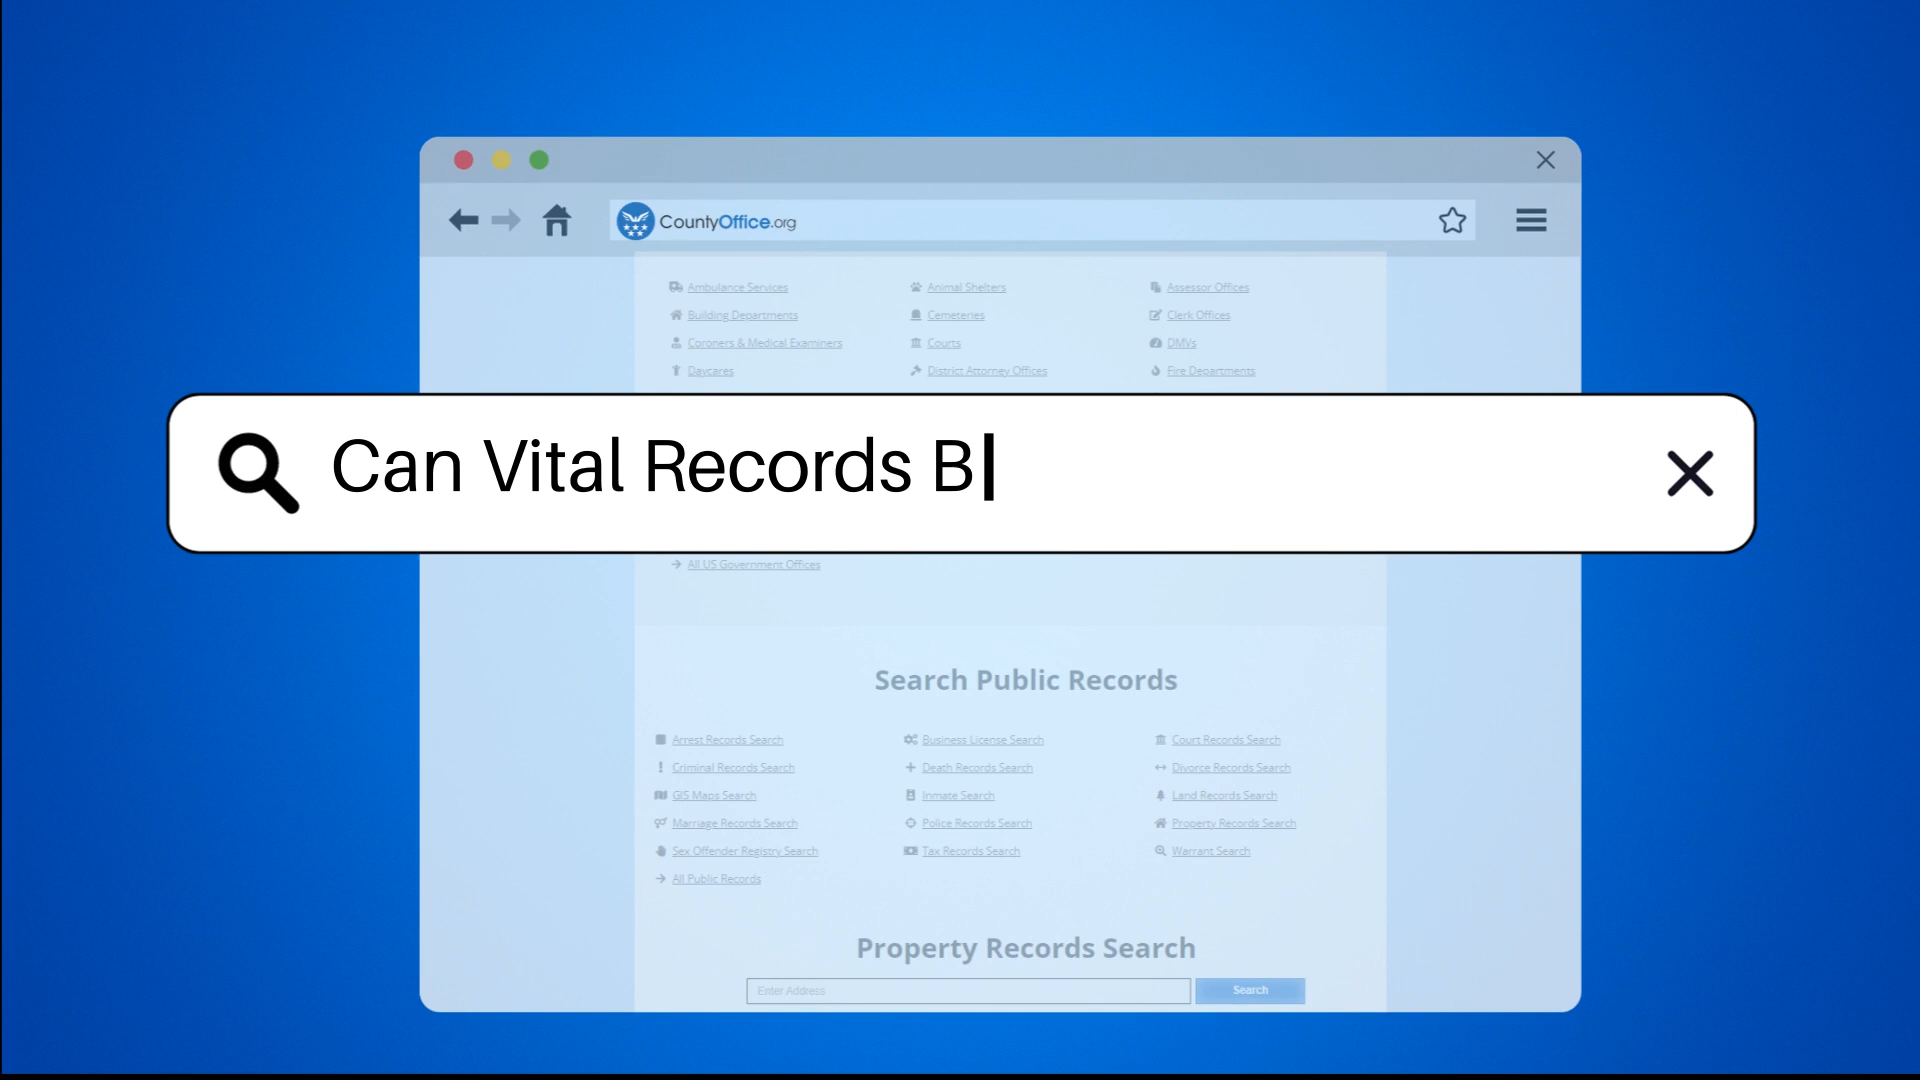 CountyOffice.org
Ambulance Services
Animal Shelters
Assessor Offices
Building Departments
Cemeteries
Clerk Offices
Coroners & Medical Examiners
Courts
DMVs
Daycares
District Attorney Offices
Fire Departments
Can Vital Records B
All US Government Offices
Search Public Records
Arrest Records Search
Business License Search
Court Records Search
Criminal Records Search
Death Records Search
Divorce Records Search
GIS Maps Search
Inmate Search
Land Records Search
Marriage Records Search
Police Records Search
Property Records Search
Sex Offender Registry Search
Tax Records Search
Warrant Search
All Public Records
Property Records Search
Enter Address
Search